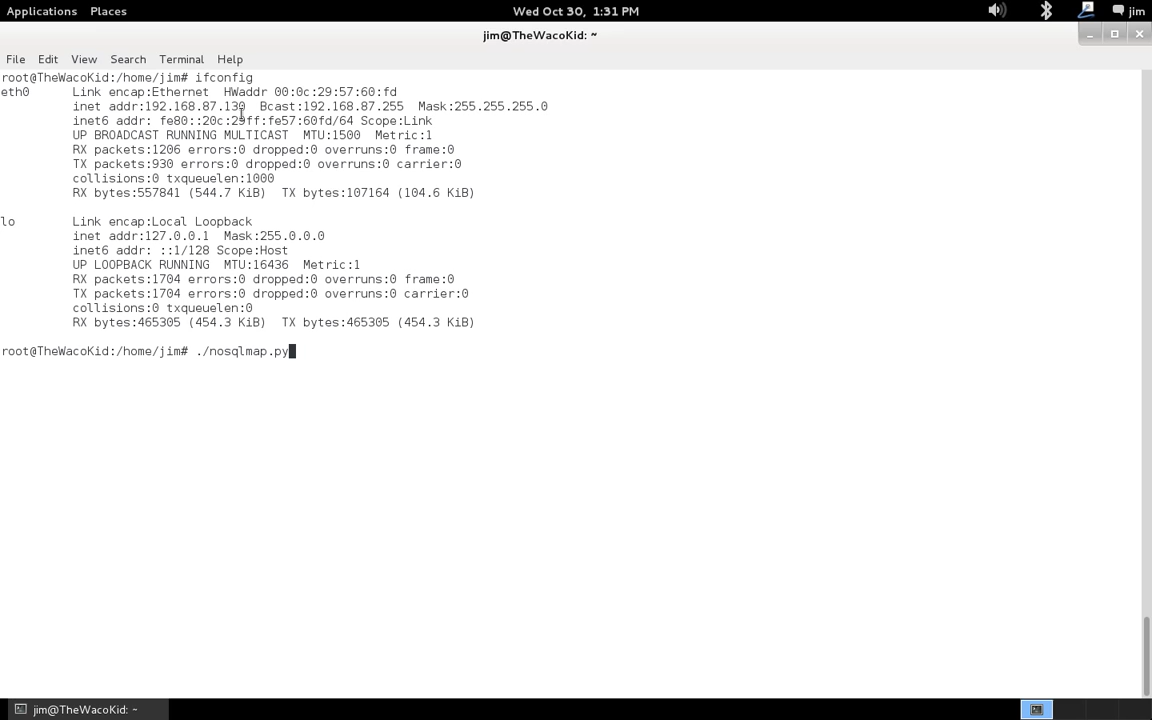 Applications Places Wed Oct 30, 1:31 PM jim
jim@TheWacoKid: ~
File Edit View Search Terminal Help
root@TheWacoKid:/home/jim# ifconfig
eth0 Link encap:Ethernet HWaddr 00:0c:29:57:60:fd
inet addr:192.168.87.130 Bcast:192.168.87.255 Mask:255.255.255.0
inet6 addr: fe80::20c:29ff:fe57:60fd/64 Scope:Link
UP BROADCAST RUNNING MULTICAST MTU:1500 Metric:1
RX packets:1206 errors:0 dropped:0 overruns:0 frame:0
TX packets:930 errors:0 dropped:0 overruns:0 carrier:0
collisions:0 txqueuelen:1000
RX bytes:557841 (544.7 KiB) TX bytes:107164 (104.6 KiB)
lo Link encap:Local Loopback
inet addr:127.0.0.1 Mask:255.0.0.0
inet6 addr: ::1/128 Scope:Host
UP LOOPBACK RUNNING MTU:16436 Metric:1
RX packets:1704 errors:0 dropped:0 overruns:0 frame:0
TX packets:1704 errors:0 dropped:0 overruns:0 carrier:0
collisions:0 txqueuelen:0
RX bytes:465305 (454.3 KiB) TX bytes:465305 (454.3 KiB)
root@TheWacoKid:/home/jim# ./nosqlmap.py
jim@TheWacoKid: ~